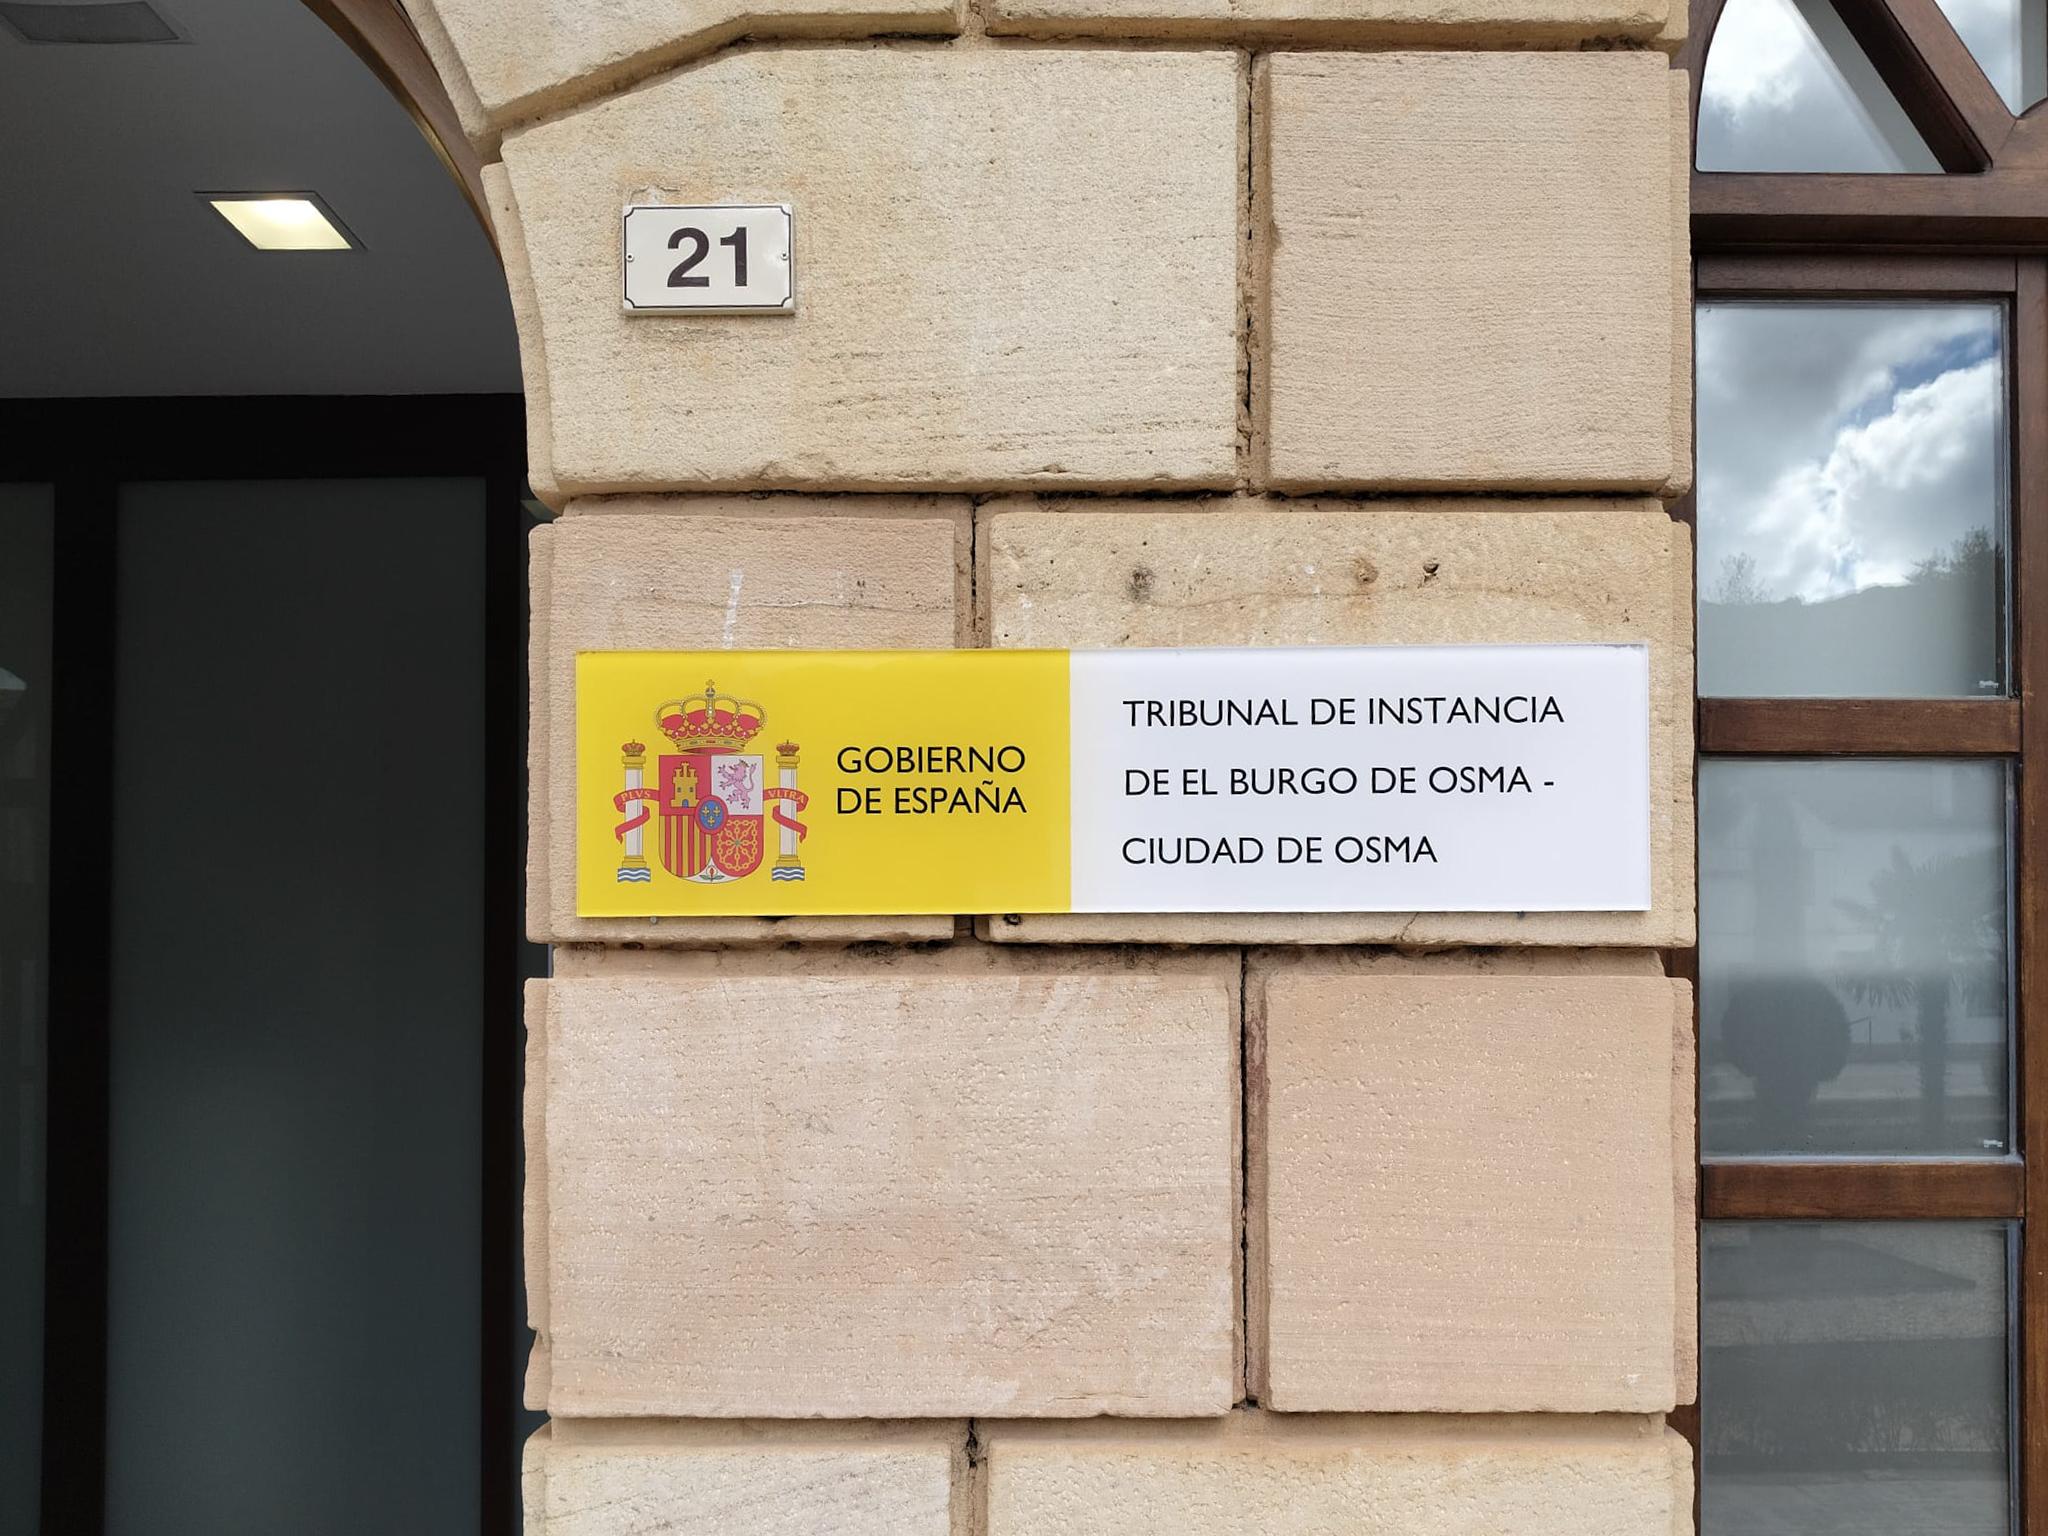 21
GOBIERNO
DE ESPAÑA
PLVS
VLTRA
TRIBUNAL DE INSTANCIA
DE EL BURGO DE OSMA -
CIUDAD DE OSMA